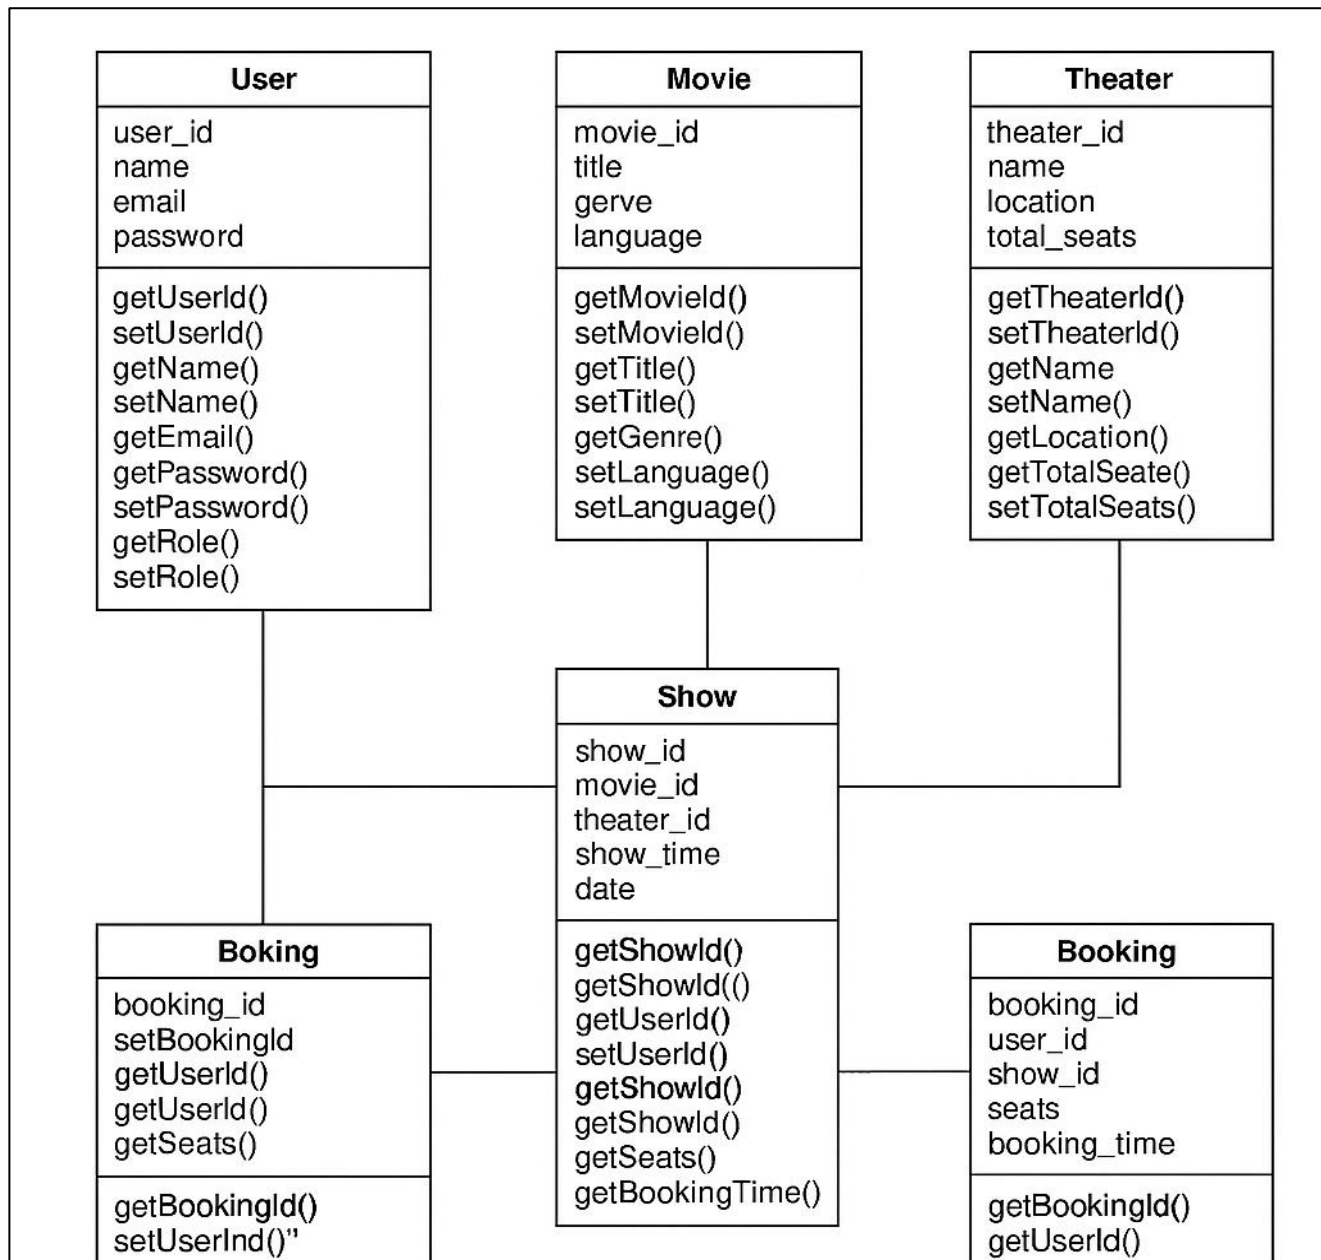 User
user_id
name
email
password
getUserId()
setUserId()
getName()
setName()
getEmail()
getPassword()
setPassword()
getRole()
setRole()
Movie
movie_id
title
gerve
language
getMovieId()
setMovieId()
getTitle()
setTitle()
getGenre()
setLanguage()
setLanguage()
Theater
theater_id
name
location
total_seats
getTheaterId()
setTheaterId()
getName
setName()
getLocation()
getTotalSeate()
setTotalSeats()
Show
show_id
movie_id
theater_id
show_time
date
getShowId()
getShowId(()
getUserId()
setUserId()
getShowId()
getShowId()
getSeats()
getBookingTime()
Boking
booking_id
setBookingId
getUserId()
getUserId()
getSeats()
getBookingId()
setUserInd()”
Booking
booking_id
user_id
show_id
seats
booking_time
getBookingId()
getUserId()